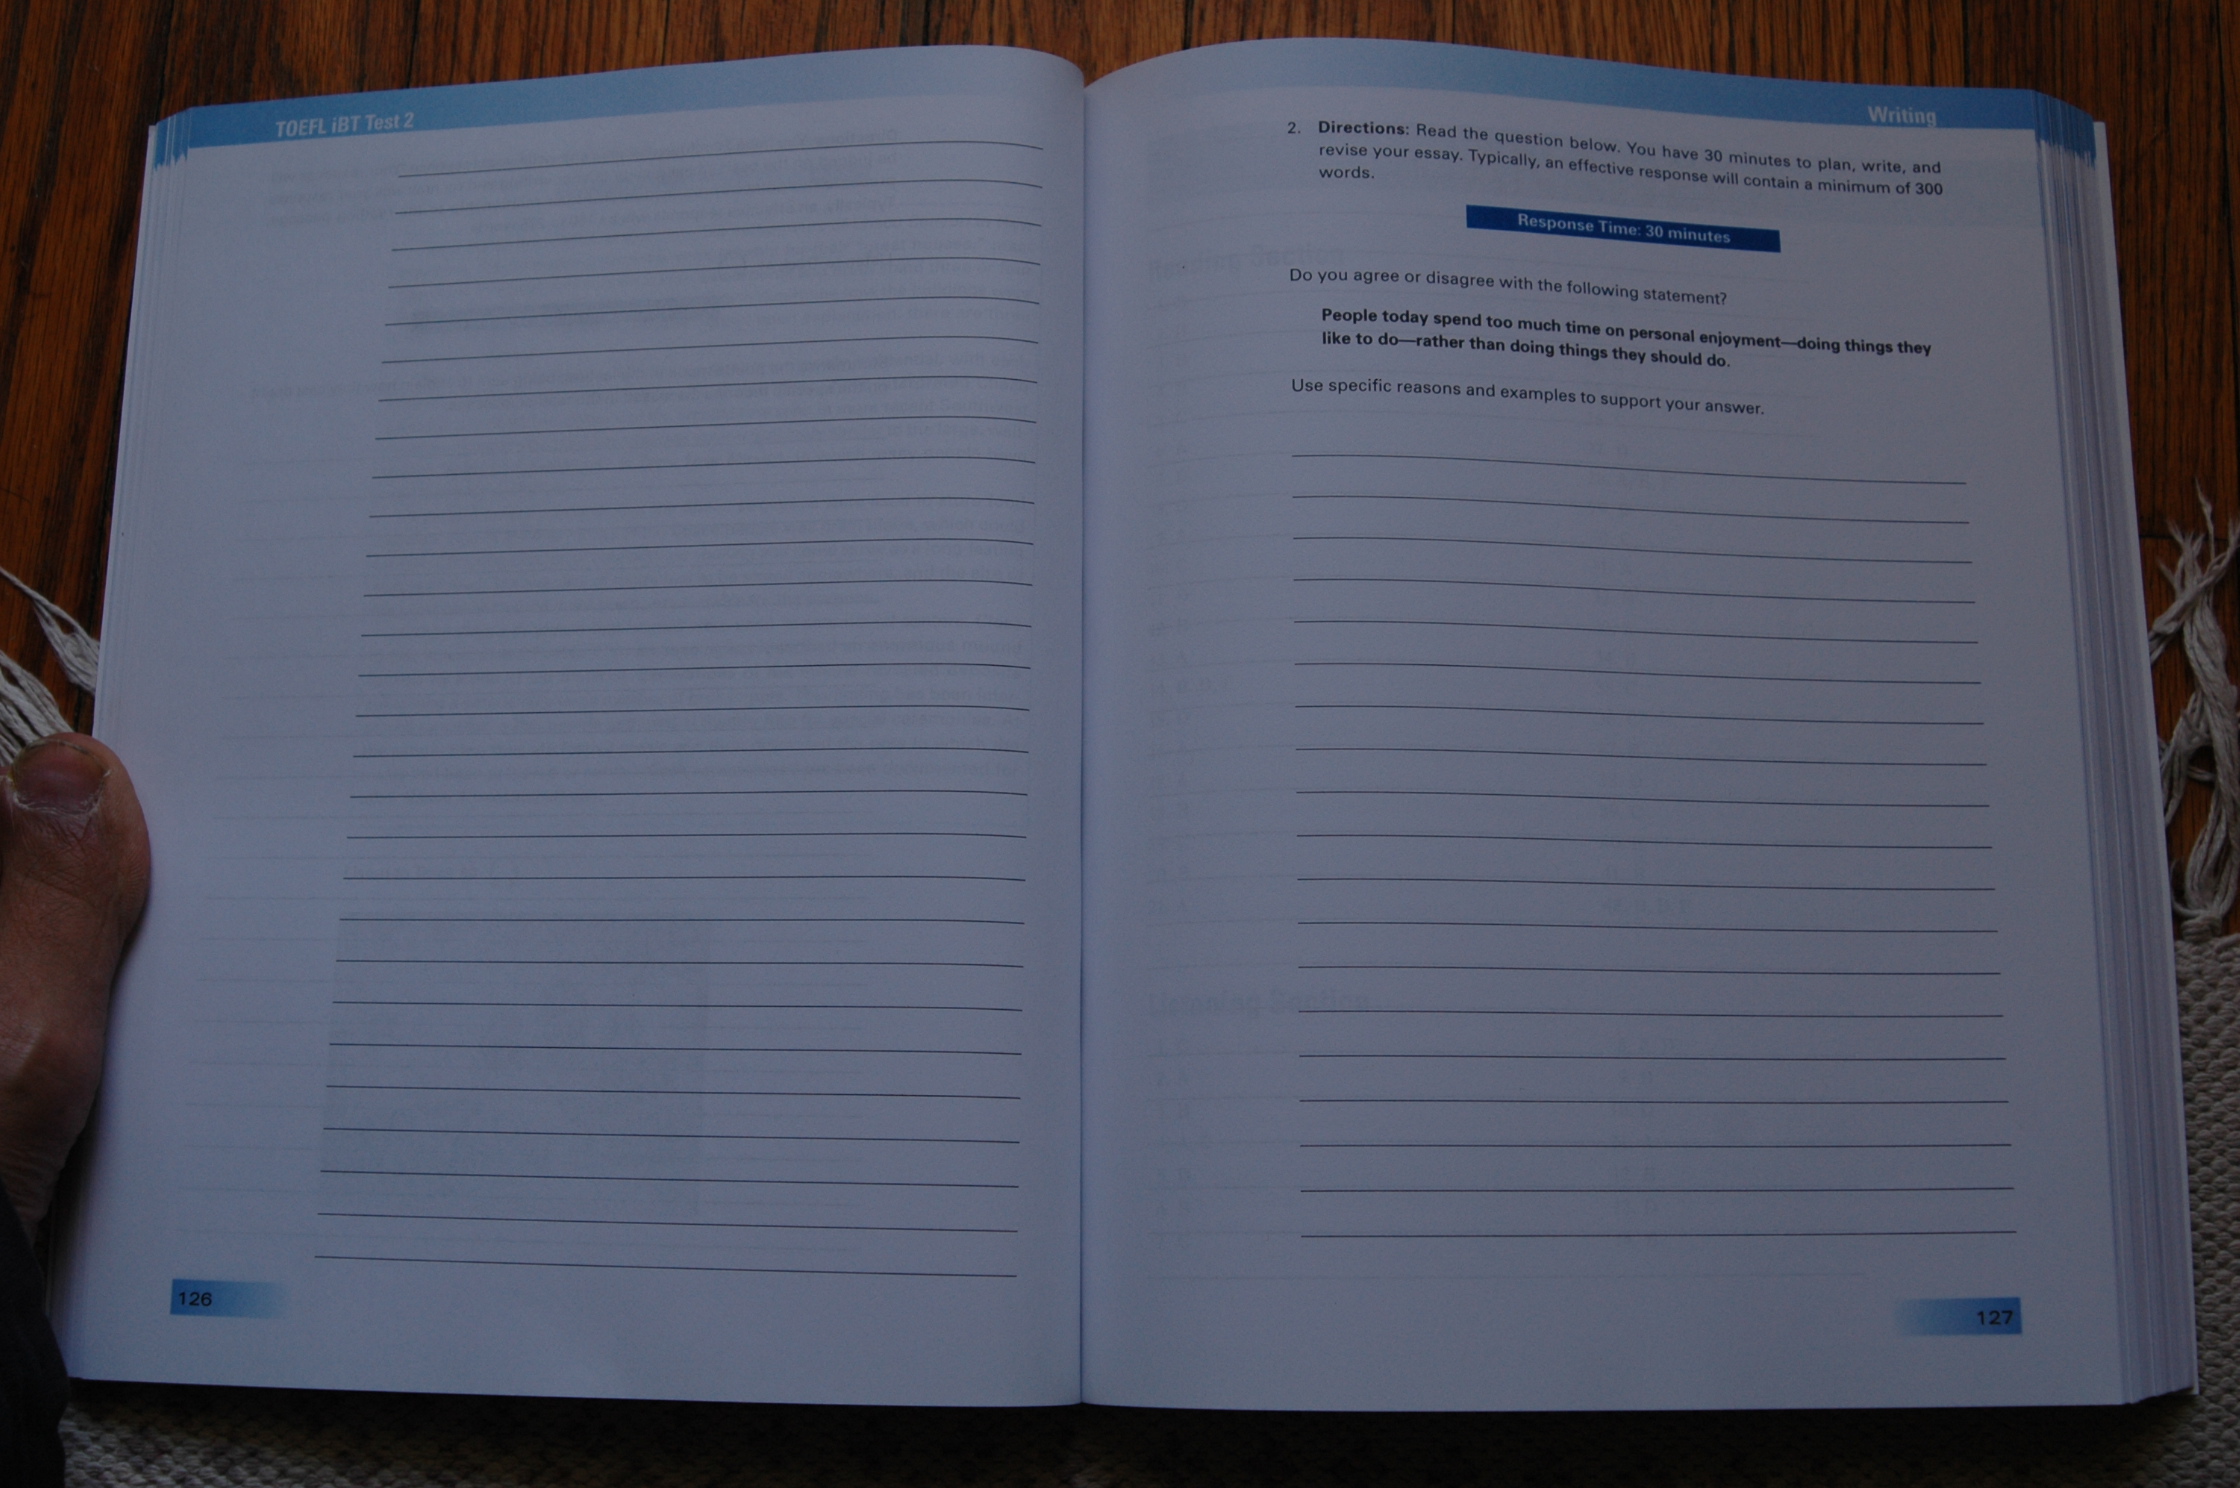 TOEFL iBT Test 2
126
Writing
2. Directions: Read the question below. You have 30 minutes to plan, write, and
revise your essay. Typically, an effective response will contain a minimum of 300
words.
Response Time: 30 minutes
Do you agree or disagree with the following statement?
People today spend too much time on personal enjoyment—doing things they
like to do—rather than doing things they should do.
Use specific reasons and examples to support your answer.
127